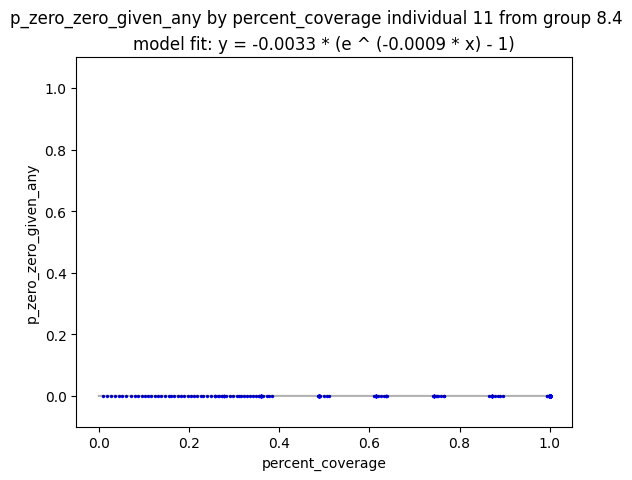 p_zero_zero_given_any by percent_coverage individual 11 from group 8.4
model fit: y = -0.0033 * (e ^ (-0.0009 * x) - 1)
1.0
0.8
0.6
0.4
0.2
0.0
p_zero_zero_given_any
0.0 0.2 0.4 0.6 0.8 1.0
percent_coverage